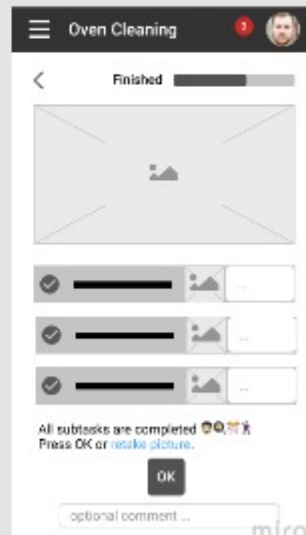 Oven Cleaning 3
Finished
..
..
..
All subtasks are completed
Press OK or retake picture.
OK
optional comment ...
miro